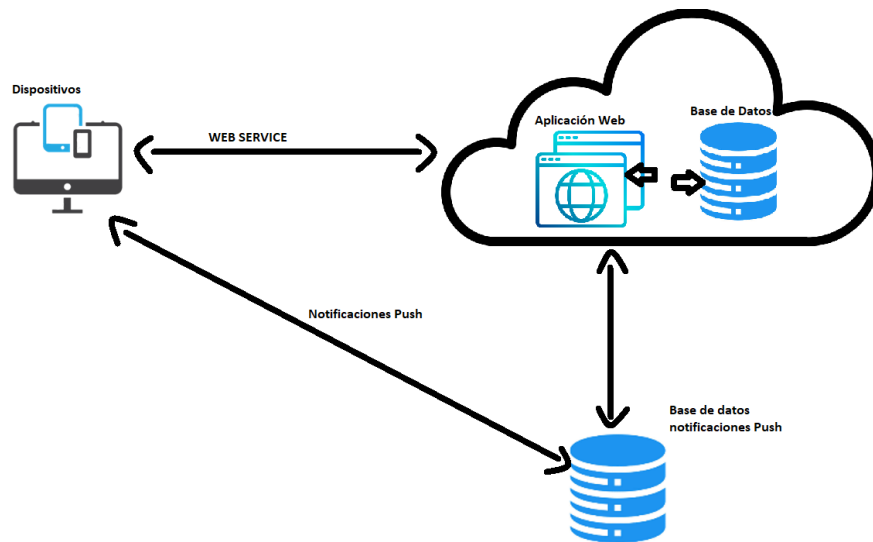 Dispositivos
WEB SERVICE
Aplicación Web
Base de Datos
Notificaciones Push
Base de datos
notificaciones Push